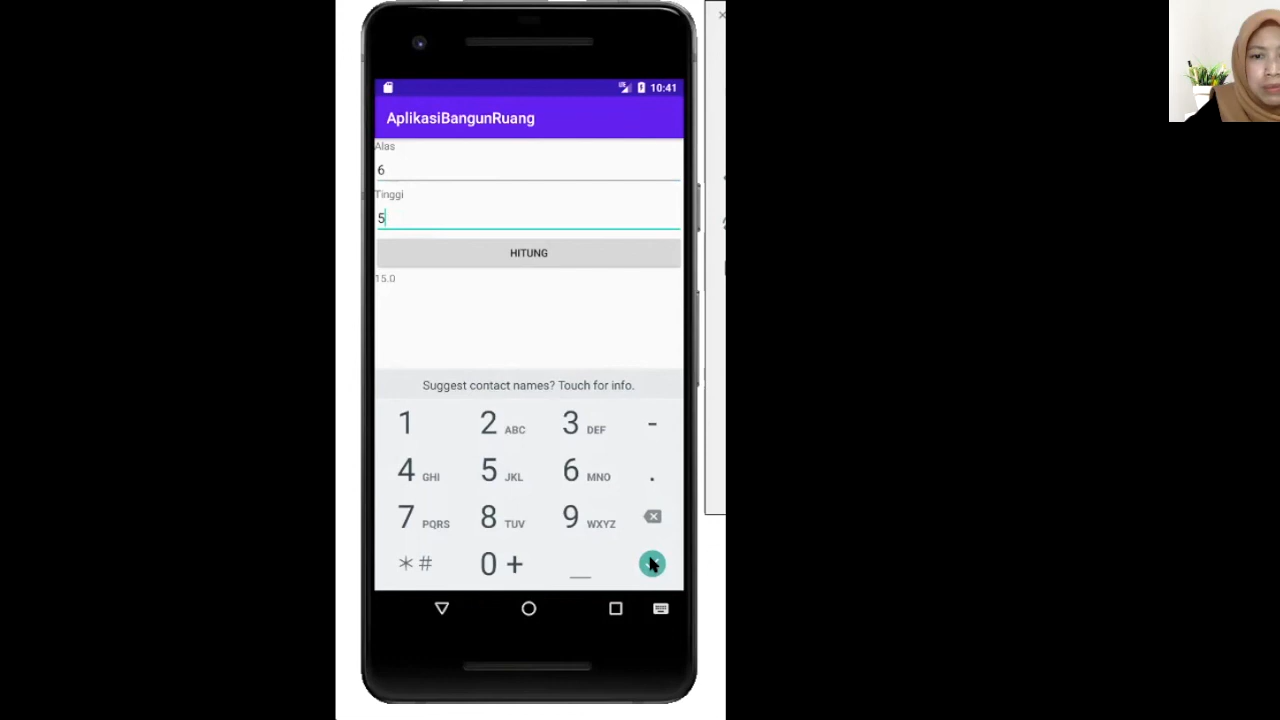 10:41
AplikasiBangunRuang
Alas
6
Tinggi
5
HITUNG
15.0
Suggest contact names? Touch for info.
1 2 ABC 3 DEF -
4 GHI 5 JKL 6 MNO .
7 PQRS 8 TUV 9 WXYZ
*# 0 + _